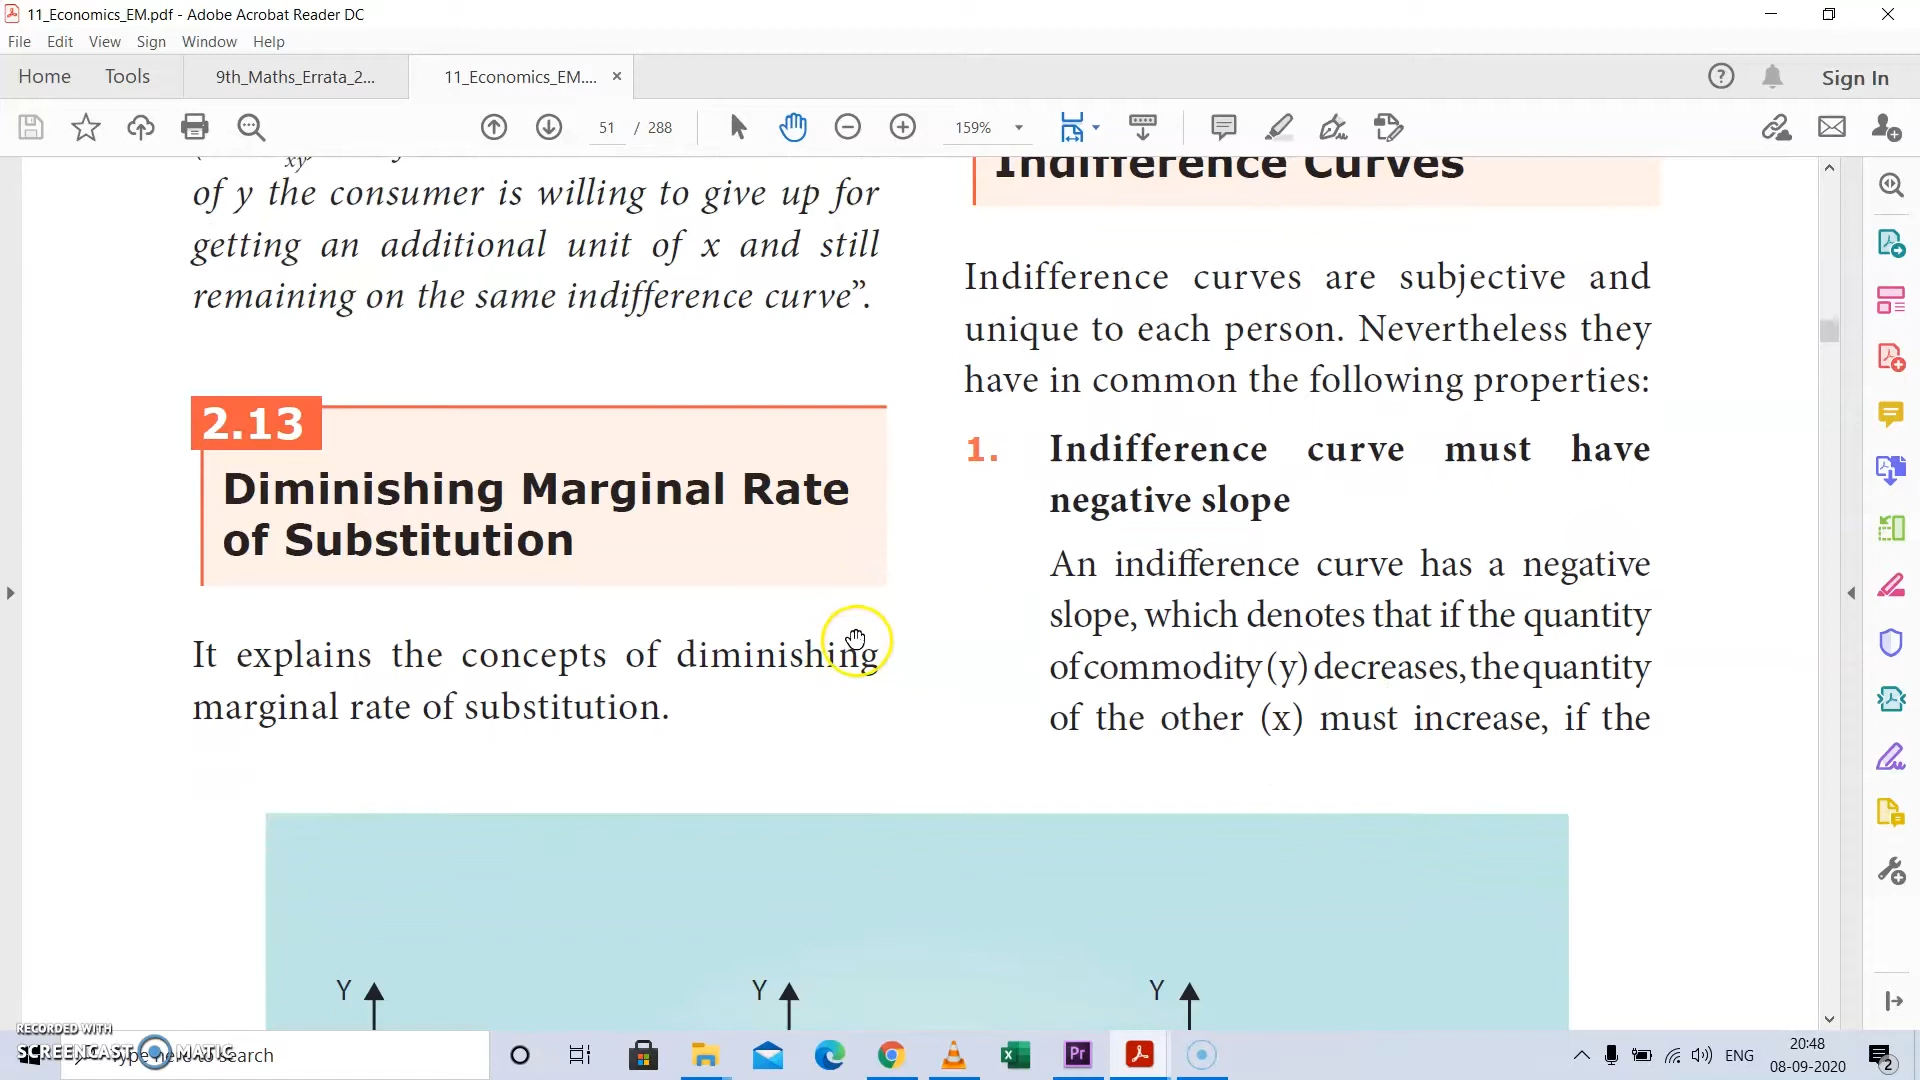 11_Economics_EM.pdf - Adobe Acrobat Reader DC
File Edit View Sign Window Help
Home Tools 9th_Maths_Errata_2... 11_Economics_EM.... × Sign In
51 / 288 159%
xy
of y the consumer is willing to give up for
getting an additional unit of x and still
remaining on the same indifference curve”.
2.13
Diminishing Marginal Rate
of Substitution
It explains the concepts of diminishing
marginal rate of substitution.
Indifference Curves
Indifference curves are subjective and
unique to each person. Nevertheless they
have in common the following properties:
1. Indifference curve must have
negative slope
An indifference curve has a negative
slope, which denotes that if the quantity
of commodity (y) decreases, the quantity
of the other (x) must increase, if the
Y Y Y
RECORDED WITH
SCREENCAST MATIC
Type here to search
ENG
20:48
08-09-2020
2